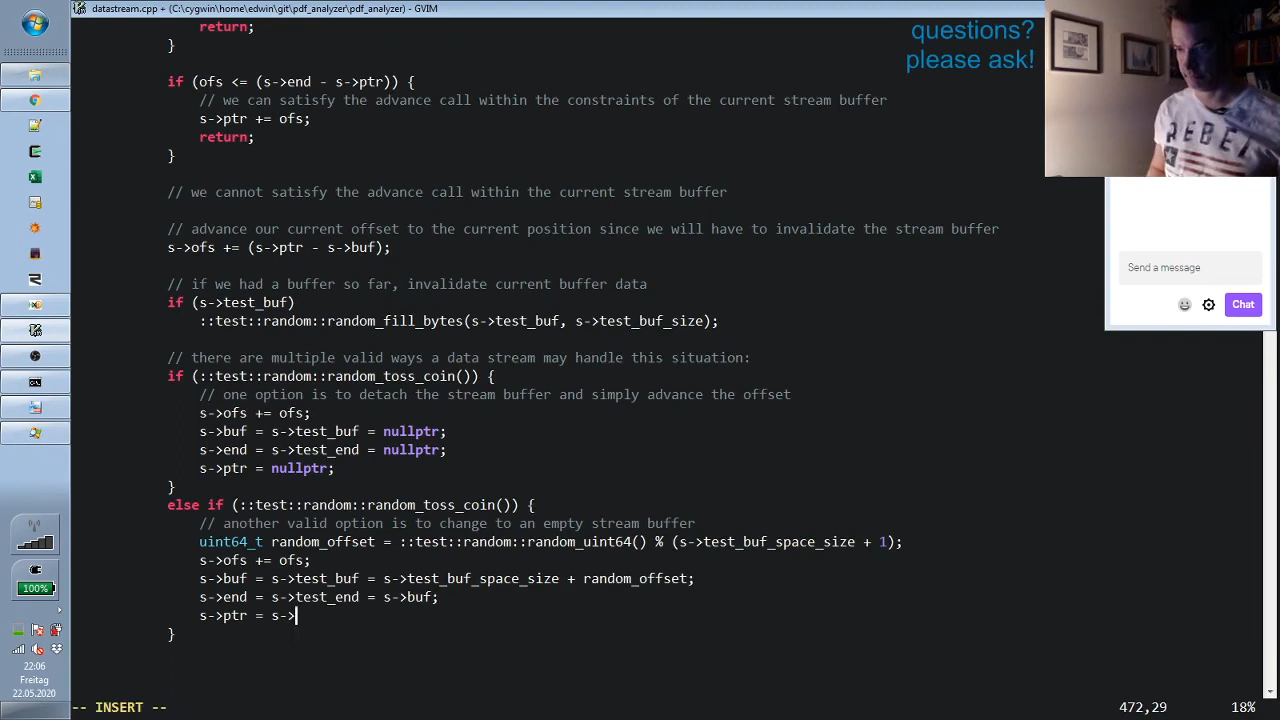 datastream.cpp + (C:\cygwin\home\edwin\git\pdf_analyzer\pdf_analyzer) - GVIM
questions?
please ask!
return;
}
if (ofs <= (s->end - s->ptr)) {
// we can satisfy the advance call within the constraints of the current stream buffer
s->ptr += ofs;
return;
}
// we cannot satisfy the advance call within the current stream buffer
// advance our current offset to the current position since we will have to invalidate the stream buffer
s->ofs += (s->ptr - s->buf);
// if we had a buffer so far, invalidate current buffer data
if (s->test_buf)
::test::random::random_fill_bytes(s->test_buf, s->test_buf_size);
// there are multiple valid ways a data stream may handle this situation:
if (::test::random::random_toss_coin()) {
// one option is to detach the stream buffer and simply advance the offset
s->ofs += ofs;
s->buf = s->test_buf = nullptr;
s->end = s->test_end = nullptr;
s->ptr = nullptr;
}
else if (::test::random::random_toss_coin()) {
// another valid option is to change to an empty stream buffer
uint64_t random_offset = ::test::random::random_uint64() % (s->test_buf_space_size + 1);
s->ofs += ofs;
s->buf = s->test_buf = s->test_buf_space_size + random_offset;
s->end = s->test_end = s->buf;
s->ptr = s->
}
-- INSERT --
472,29
18%
REBEL
Send a message
Chat
100%
22:06
Freitag
22.05.2020